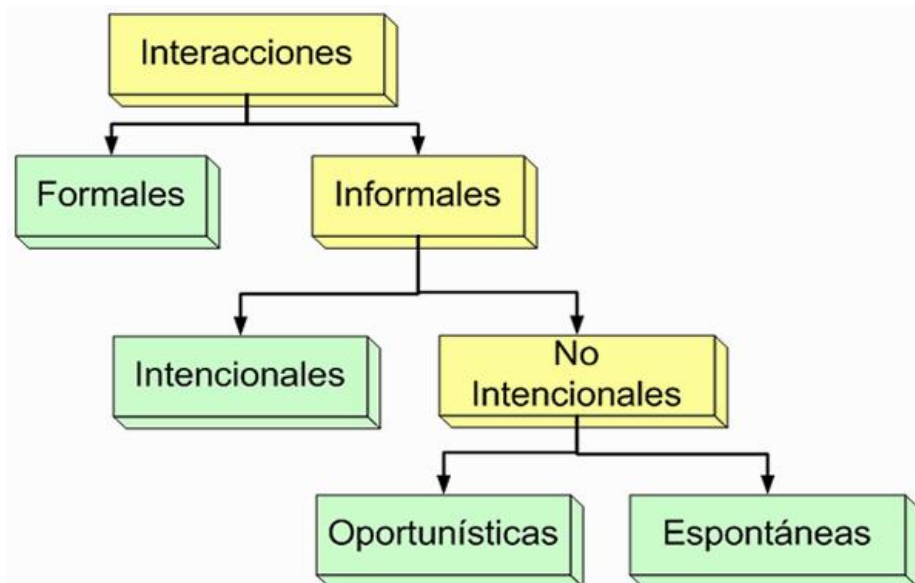 Interacciones
Formales
Informales
Intencionales
No
Intencionales
Oportunísticas
Espontáneas